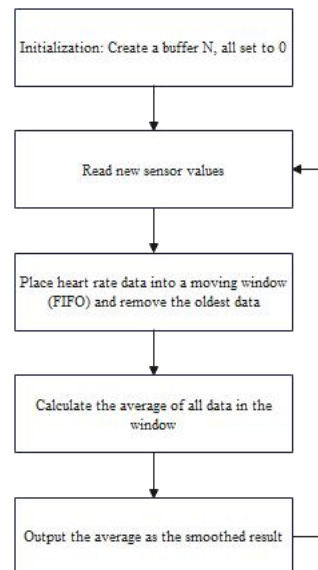 Initialization: Create a buffer N, all set to 0
Read new sensor values
Place heart rate data into a moving window
(FIFO) and remove the oldest data
Calculate the average of all data in the
window
Output the average as the smoothed result